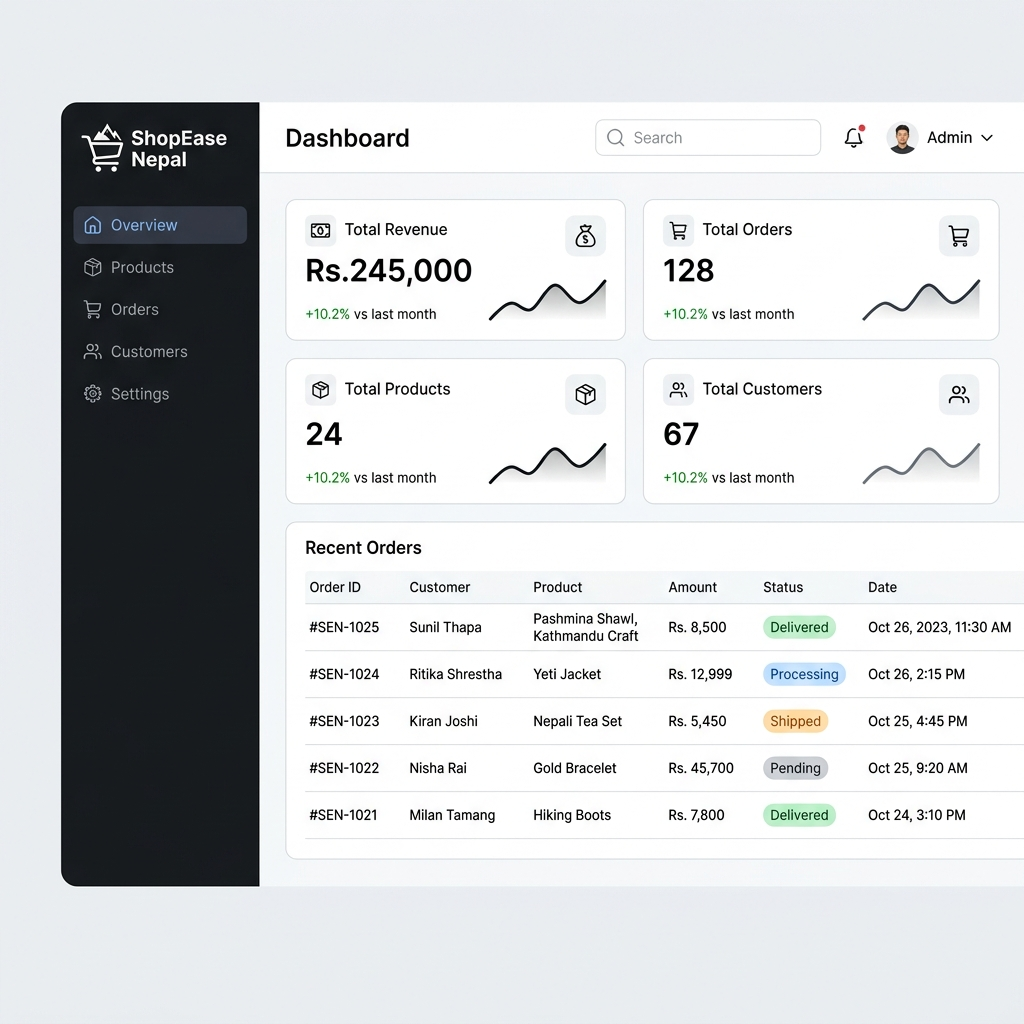 ShopEase
Nepal
Overview
Products
Orders
Customers
Settings
Dashboard
Search
Admin
Total Revenue
Rs.245,000
+10.2% vs last month
Total Orders
128
+10.2% vs last month
Total Products
24
+10.2% vs last month
Total Customers
67
+10.2% vs last month
Recent Orders
Order ID Customer Product Amount Status Date
#SEN-1025 Sunil Thapa Pashmina Shawl, Kathmandu Craft Rs. 8,500 Delivered Oct 26, 2023, 11:30 AM
#SEN-1024 Ritika Shrestha Yeti Jacket Rs. 12,999 Processing Oct 26, 2:15 PM
#SEN-1023 Kiran Joshi Nepali Tea Set Rs. 5,450 Shipped Oct 25, 4:45 PM
#SEN-1022 Nisha Rai Gold Bracelet Rs. 45,700 Pending Oct 25, 9:20 AM
#SEN-1021 Milan Tamang Hiking Boots Rs. 7,800 Delivered Oct 24, 3:10 PM